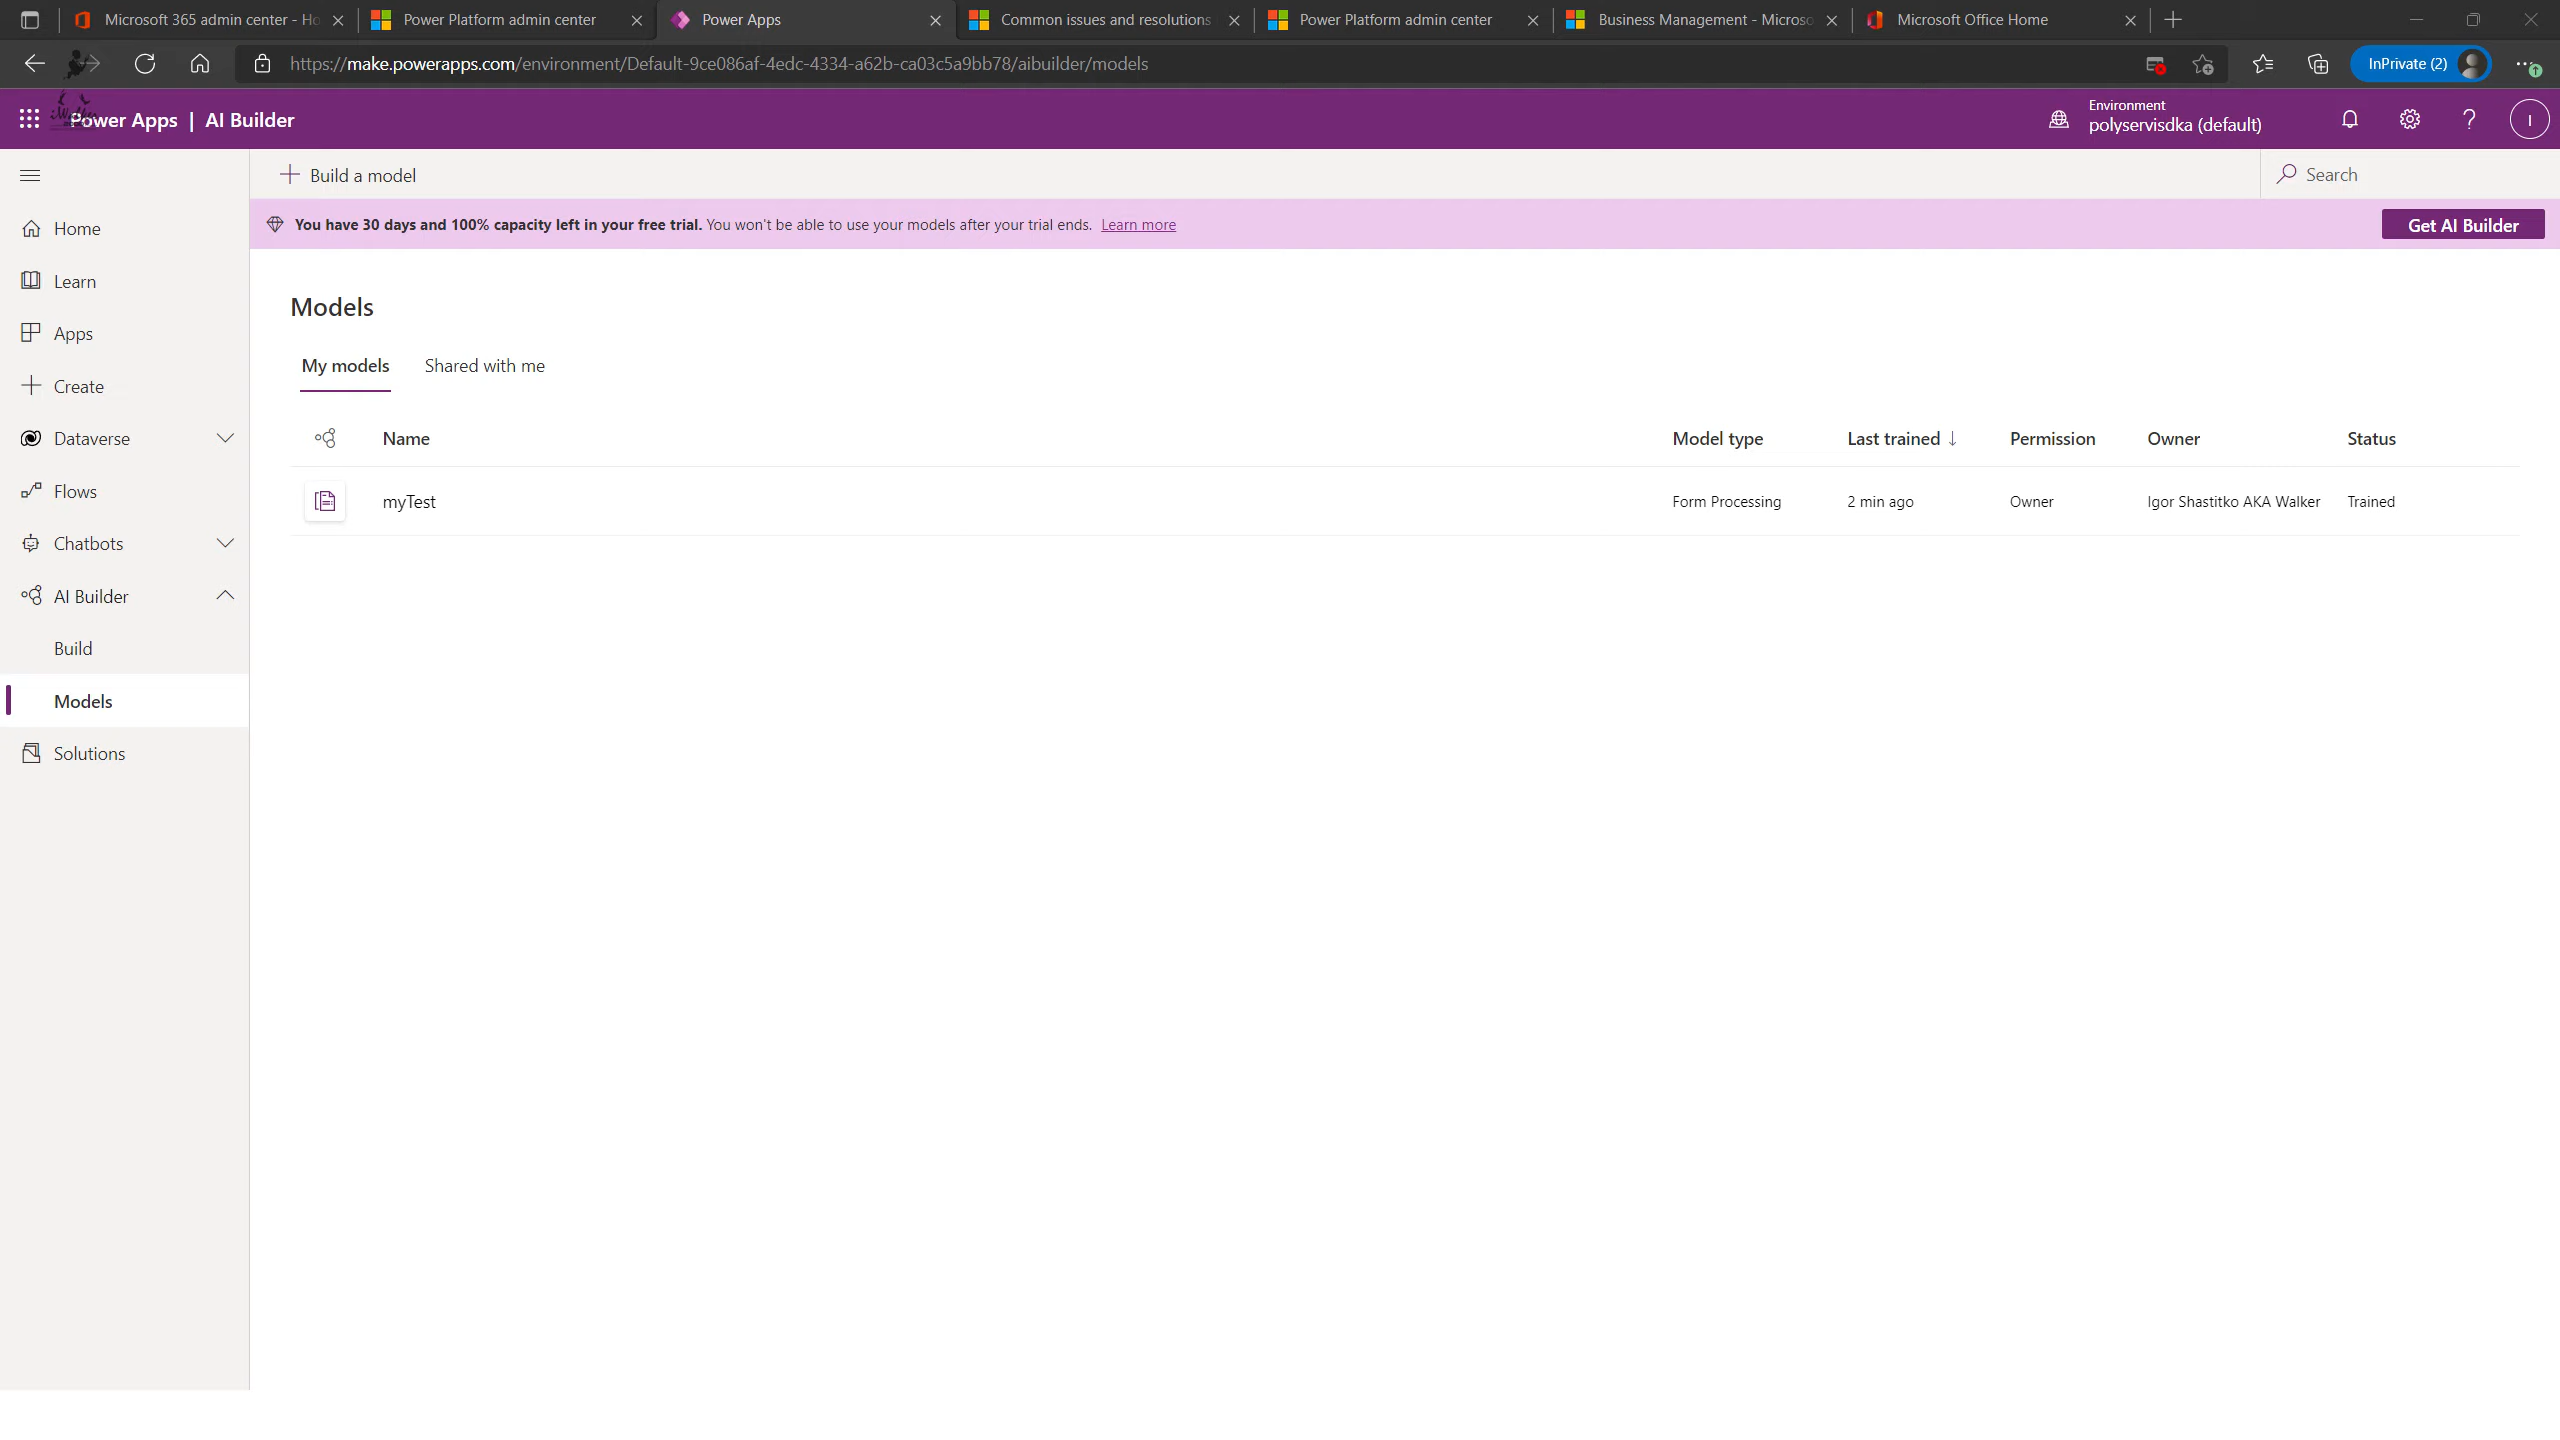 Microsoft 365 admin center - Ho
Power Platform admin center
Power Apps
Common issues and resolutions
Power Platform admin center
Business Management - Microso
Microsoft Office Home
https://make.powerapps.com/environment/Default-9ce086af-4edc-4334-a62b-ca03c5a9bb78/aibuilder/models
InPrivate (2)
Power Apps | AI Builder
Environment
polyservisdka (default)
I
Build a model
Search
You have 30 days and 100% capacity left in your free trial. You won't be able to use your models after your trial ends. Learn more
Get AI Builder
Home
Learn
Apps
Create
Dataverse
Flows
Chatbots
AI Builder
Build
Models
Solutions
Models
My models
Shared with me
Name
Model type
Last trained
Permission
Owner
Status
myTest
Form Processing
2 min ago
Owner
Igor Shastitko AKA Walker
Trained